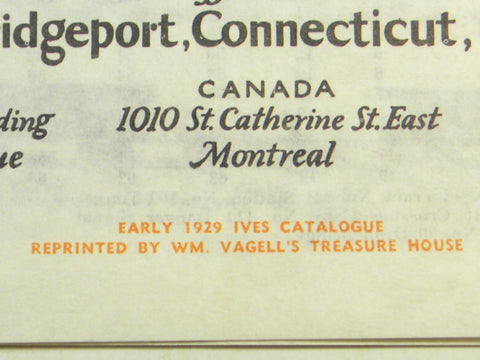 ridgeport, Connecticut,
CANADA
ding 1010 St. Catherine St. East
ue Montreal
EARLY 1929 IVES CATALOGUE
REPRINTED BY WM. VAGELL'S TREASURE HOUSE